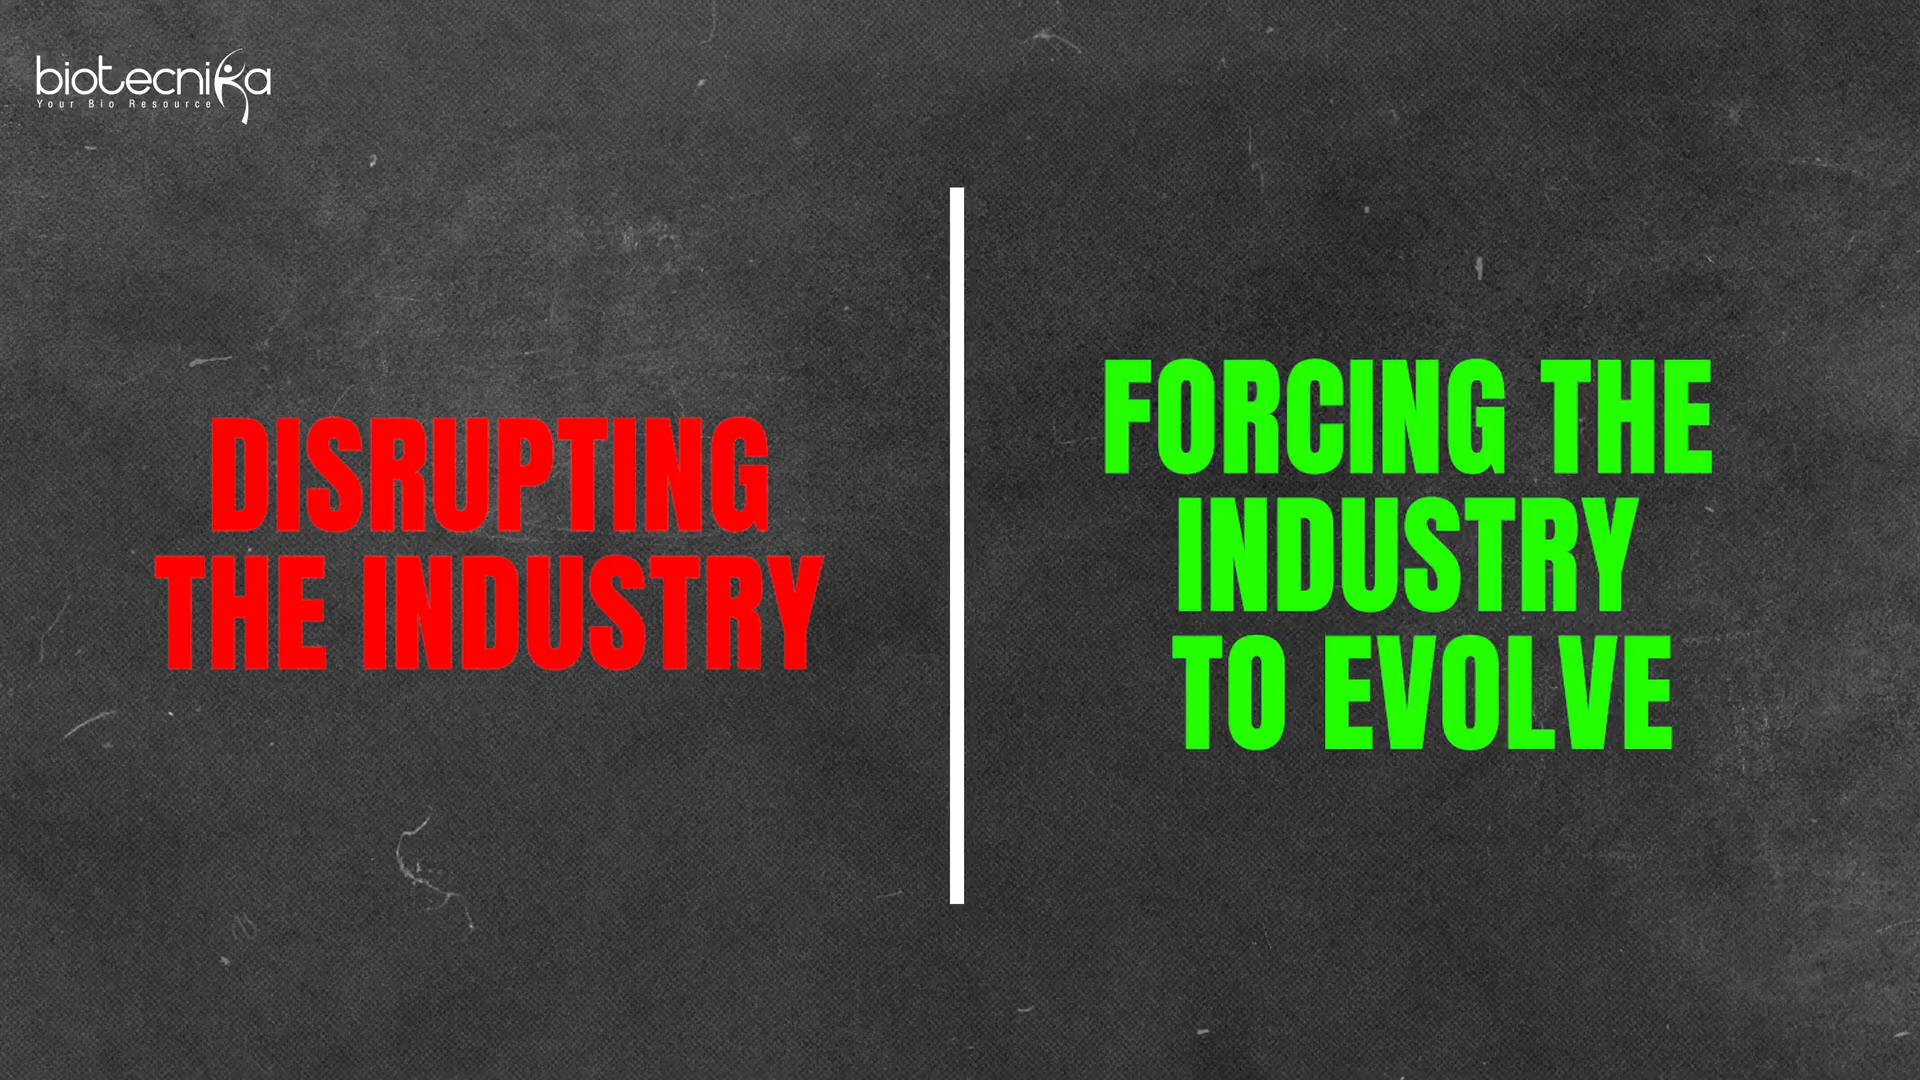 biotecnika
Your Bio Resource
DISRUPTING
THE INDUSTRY
FORCING THE
INDUSTRY
TO EVOLVE